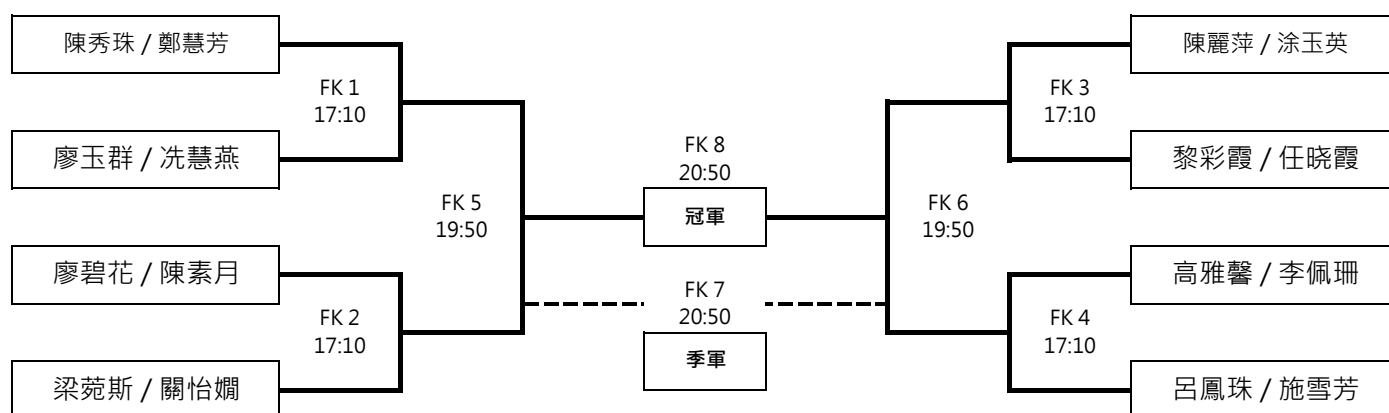 陳秀珠 / 鄭慧芳
FK 1
17:10
廖玉群 / 冼慧燕
FK 5
19:50
廖碧花 / 陳素月
FK 2
17:10
梁菀斯 / 關怡嫺
FK 8
20:50
冠軍
FK 7
20:50
季軍
陳麗萍 / 涂玉英
FK 3
17:10
黎彩霞 / 任晓霞
FK 6
19:50
高雅馨 / 李佩珊
FK 4
17:10
呂鳳珠 / 施雪芳